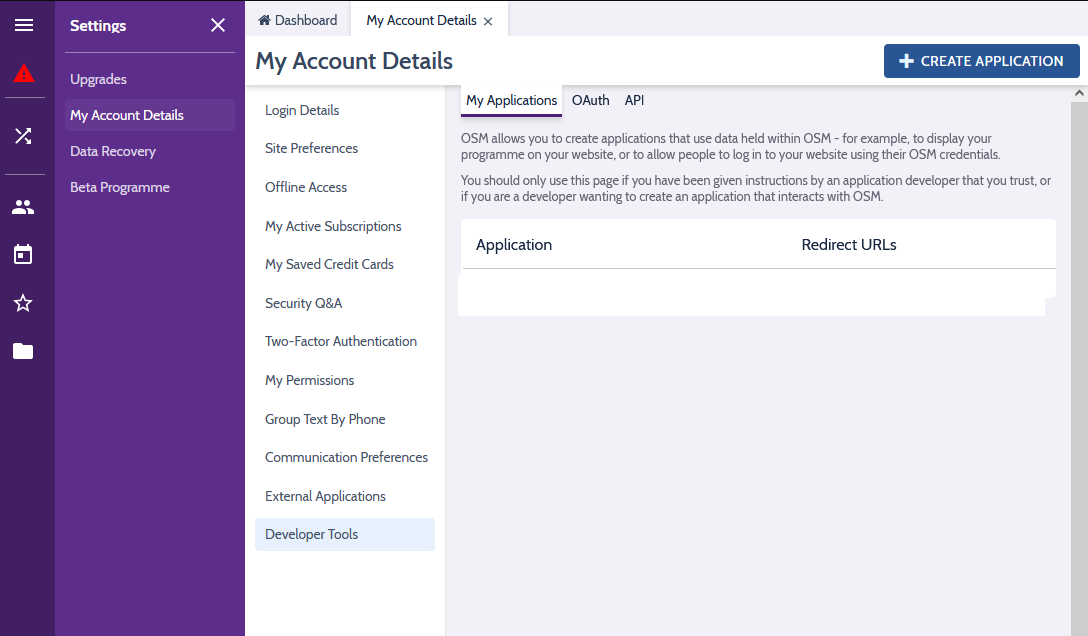 Settings
Upgrades
My Account Details
Data Recovery
Beta Programme
Dashboard
My Account Details
My Account Details
CREATE APPLICATION
Login Details
Site Preferences
Offline Access
My Active Subscriptions
My Saved Credit Cards
Security Q&A
Two-Factor Authentication
My Permissions
Group Text By Phone
Communication Preferences
External Applications
Developer Tools
My Applications OAuth API
OSM allows you to create applications that use data held within OSM - for example, to display your
programme on your website, or to allow people to log in to your website using their OSM credentials.
You should only use this page if you have been given instructions by an application developer that you trust, or
if you are a developer wanting to create an application that interacts with OSM.
Application Redirect URLs